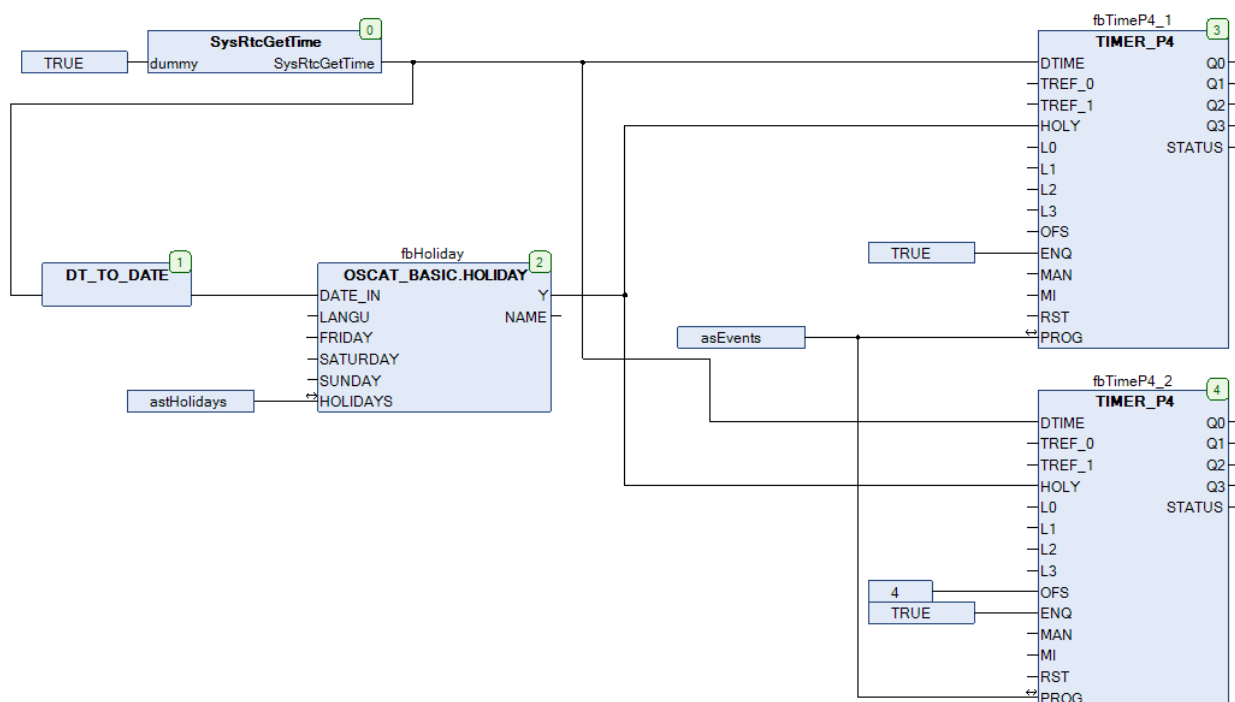 0
SysRtcGetTime
TRUE
dummy
SysRtcGetTime
1
DT_TO_DATE
fbHoliday
2
OSCAT_BASIC.HOLIDAY
DATE_IN
Y
LANGU
NAME
FRIDAY
SATURDAY
SUNDAY
astHolidays
HOLIDAYS
fbTimeP4_1
3
TIMER_P4
DTIME
Q0
TREF_0
Q1
TREF_1
Q2
HOLY
Q3
L0
STATUS
L1
L2
L3
OFS
TRUE
ENQ
MAN
MI
RST
asEvents
PROG
fbTimeP4_2
4
TIMER_P4
DTIME
Q0
TREF_0
Q1
TREF_1
Q2
HOLY
Q3
L0
STATUS
L1
L2
L3
4
OFS
TRUE
ENQ
MAN
MI
RST
PROG